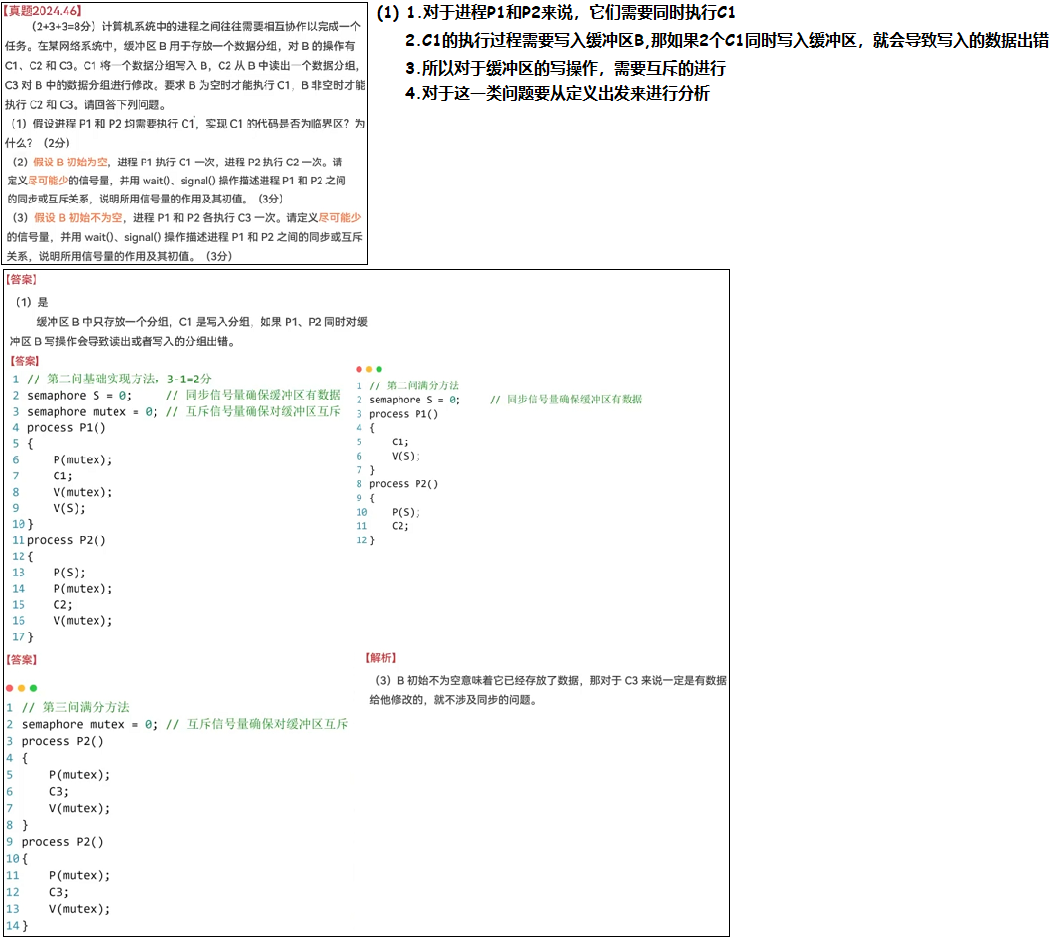 【真题2024.46】
（2+3+3=8分）计算机系统中的进程之间往往需要相互协作以完成一个
任务。在某网络系统中，缓冲区 B 用于存放一个数据分组，对 B 的操作有
C1、C2 和 C3。C1 将一个数据分组写入 B，C2 从 B 中读出一个数据分组，
C3 对 B 中的数据分组进行修改。要求 B 为空时才能执行 C1，B 非空时才能
执行 C2 和 C3。请回答下列问题。
（1）假设进程 P1 和 P2 均需要执行 C1，实现 C1 的代码是否为临界区？为
什么？（2分）
（2）假设 B 初始为空，进程 P1 执行 C1 一次，进程 P2 执行 C2 一次。请
定义尽可能少的信号量，并用 wait()、signal() 操作描述进程 P1 和 P2 之间
的同步或互斥关系，说明所用信号量的作用及其初值。（3分）
（3）假设 B 初始不为空，进程 P1 和 P2 各执行 C3 一次。请定义尽可能少
的信号量，并用 wait()、signal() 操作描述进程 P1 和 P2 之间的同步或互斥
关系，说明所用信号量的作用及其初值。（3分）
(1) 1.对于进程P1和P2来说，它们需要同时执行C1
2.C1的执行过程需要写入缓冲区B,那如果2个C1同时写入缓冲区，就会导致写入的数据出错
3.所以对于缓冲区的写操作，需要互斥的进行
4.对于这一类问题要从定义出发来进行分析
【答案】
（1）是
缓冲区 B 中只存放一个分组，C1 是写入分组，如果 P1、P2 同时对缓
冲区 B 写操作会导致读出或者写入的分组出错。
【答案】
1 // 第二问基础实现方法，3-1=2分
2 semaphore S = 0; // 同步信号量确保缓冲区有数据
3 semaphore mutex = 0; // 互斥信号量确保对缓冲区互斥
4 process P1()
5 {
6 P(mutex);
7 C1;
8 V(mutex);
9 V(S);
10 }
11 process P2()
12 {
13 P(S);
14 P(mutex);
15 C2;
16 V(mutex);
17 }
1 // 第二问满分方法
2 semaphore S = 0; // 同步信号量确保缓冲区有数据
3 process P1()
4 {
5 C1;
6 V(S);
7 }
8 process P2()
9 {
10 P(S);
11 C2;
12 }
【答案】
1 // 第三问满分方法
2 semaphore mutex = 0; // 互斥信号量确保对缓冲区互斥
3 process P2()
4 {
5 P(mutex);
6 C3;
7 V(mutex);
8 }
9 process P2()
10 {
11 P(mutex);
12 C3;
13 V(mutex);
14 }
【解析】
（3）B 初始不为空意味着它已经存放了数据，那对于 C3 来说一定是有数据
给他修改的，就不涉及同步的问题。